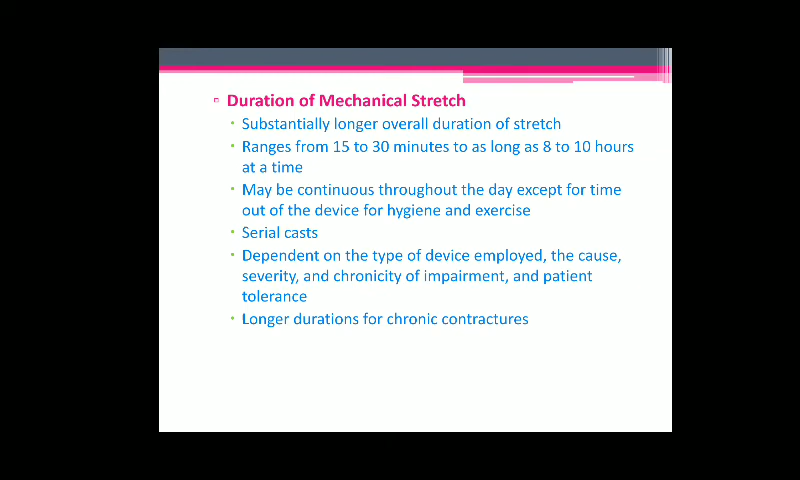 Duration of Mechanical Stretch
Substantially longer overall duration of stretch
Ranges from 15 to 30 minutes to as long as 8 to 10 hours
at a time
May be continuous throughout the day except for time
out of the device for hygiene and exercise
Serial casts
Dependent on the type of device employed, the cause,
severity, and chronicity of impairment, and patient
tolerance
Longer durations for chronic contractures